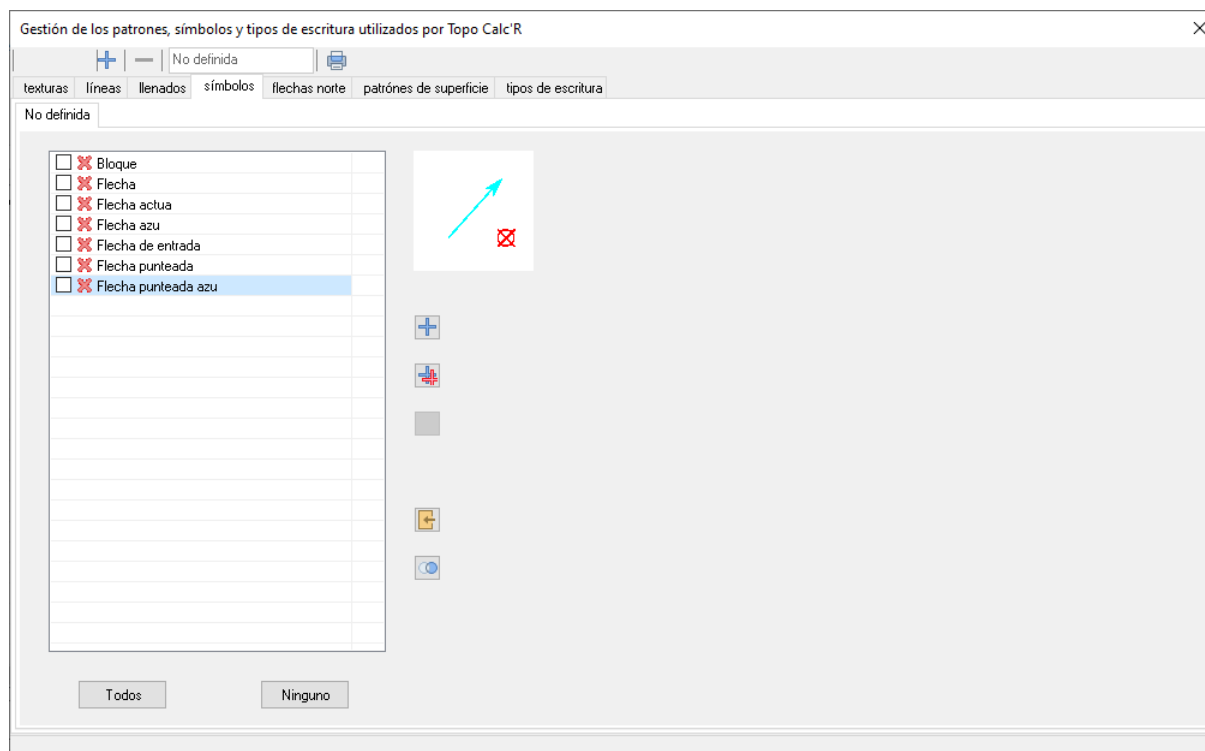 Gestión de los patrones, símbolos y tipos de escritura utilizados por Topo Calc'R
No definida
texturas líneas llenados símbolos flechas norte patrónes de superficie tipos de escritura
No definida
Bloque
Flecha
Flecha actua
Flecha azu
Flecha de entrada
Flecha punteada
Flecha punteada azu
Todos Ninguno